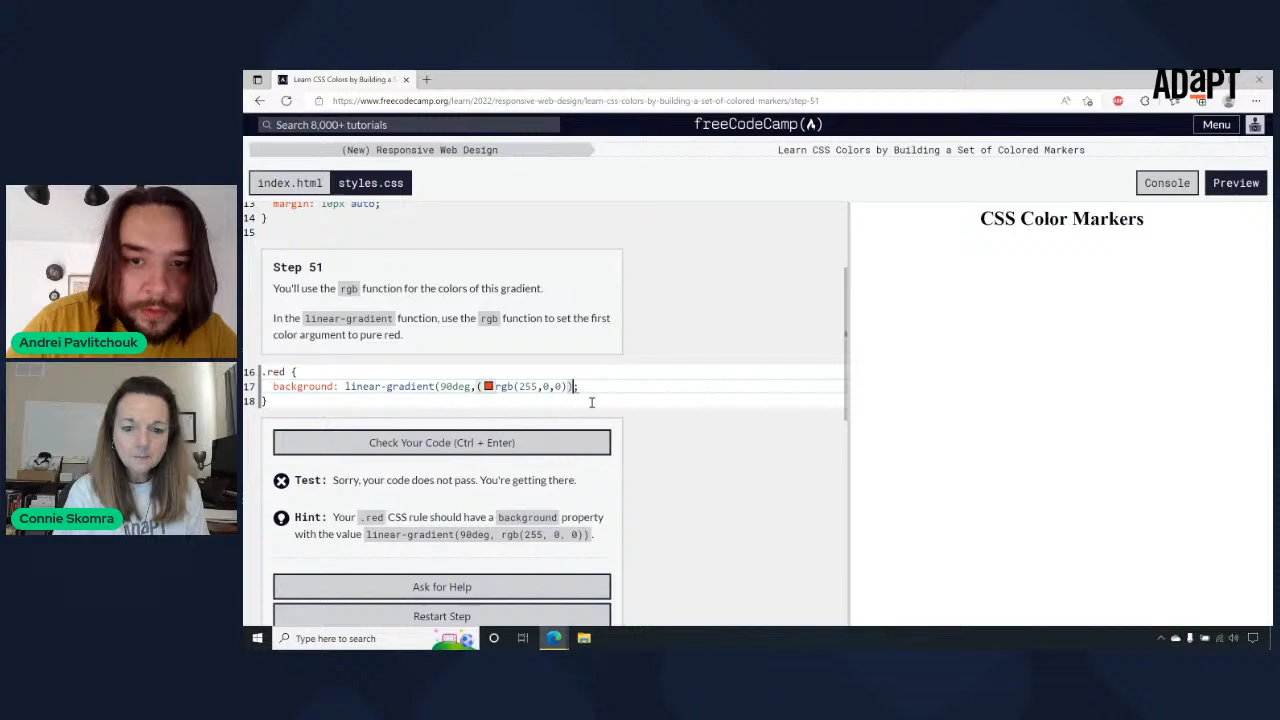 ADaPT
Learn CSS Colors by Building a S
https://www.freecodecamp.org/learn/2022/responsive-web-design/learn-css-colors-by-building-a-set-of-colored-markers/step-51
Search 8,000+ tutorials
freeCodeCamp
Menu
(New) Responsive Web Design
Learn CSS Colors by Building a Set of Colored Markers
index.html
styles.css
Console
Preview
13 margin: 10px auto;
14 }
15
CSS Color Markers
Step 51
You'll use the rgb function for the colors of this gradient.
In the linear-gradient function, use the rgb function to set the first
color argument to pure red.
16 .red {
17 background: linear-gradient(90deg,(rgb(255,0,0));
18 }
Check Your Code (Ctrl + Enter)
Test: Sorry, your code does not pass. You're getting there.
Hint: Your .red CSS rule should have a background property
with the value linear-gradient(90deg, rgb(255, 0, 0)).
Ask for Help
Restart Step
Type here to search
Andrei Pavlitchouk
Connie Skomra
ADaPT